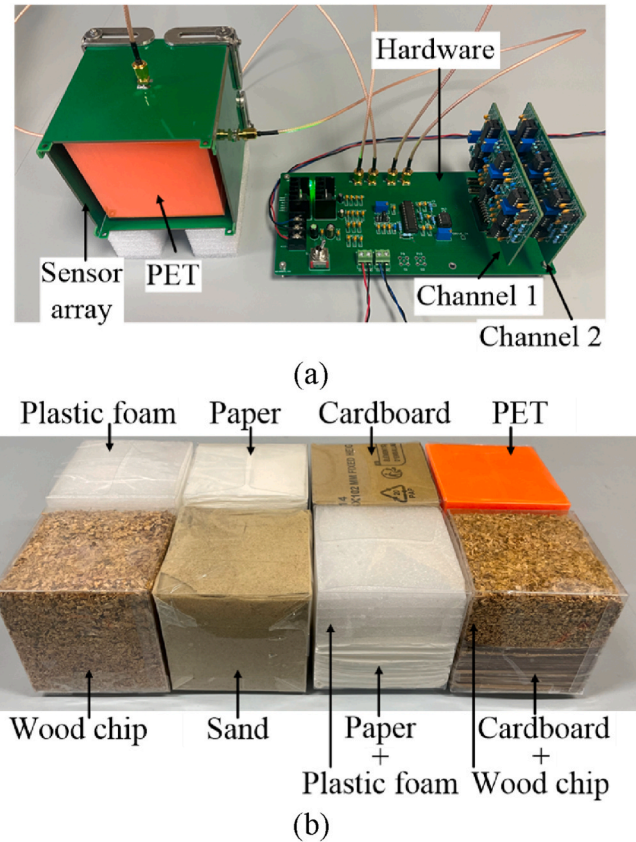 Hardware
Sensor
array
PET
Channel 1
Channel 2
(a)
Plastic foam
Paper
Cardboard
PET
Wood chip
Sand
Paper
+
Plastic foam
Cardboard
+
Wood chip
(b)